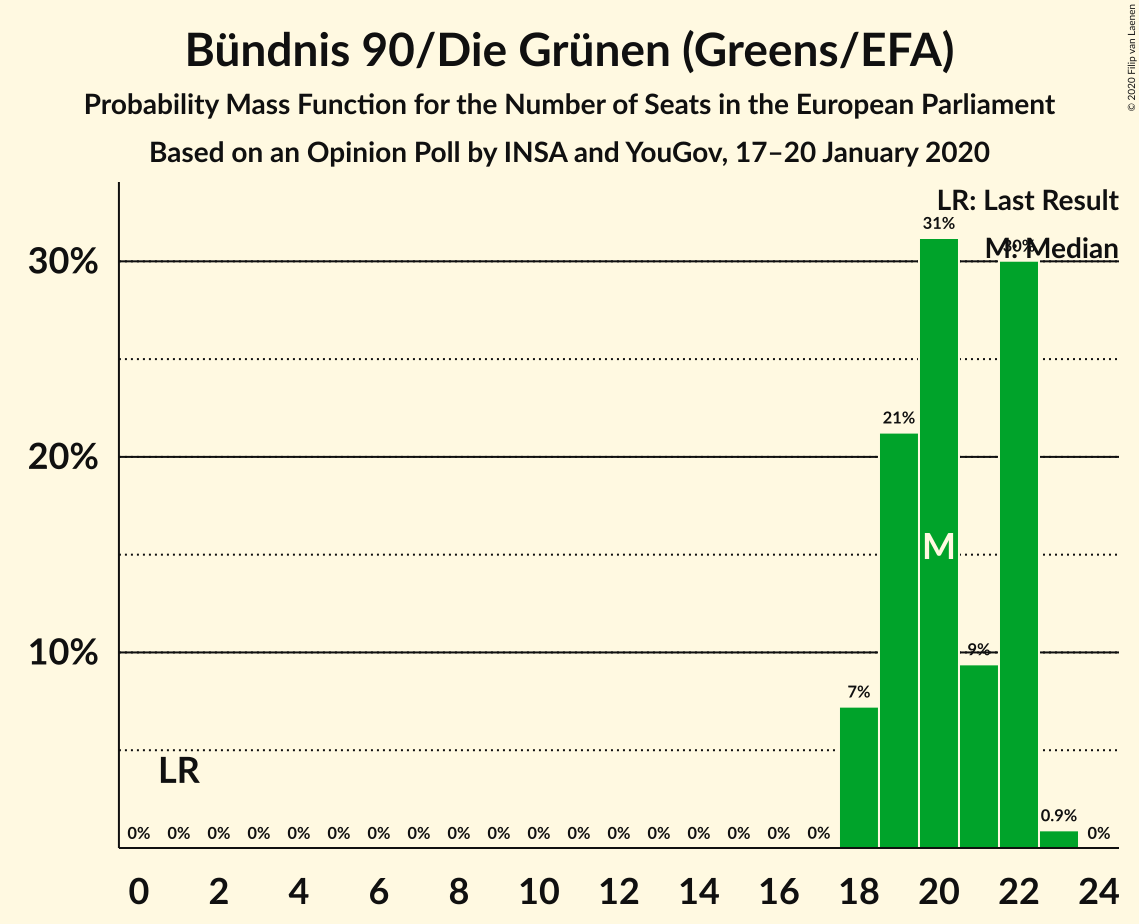 Bündnis 90/Die Grünen (Greens/EFA)
Probability Mass Function for the Number of Seats in the European Parliament
Based on an Opinion Poll by INSA and YouGov, 17–20 January 2020
© 2020 Filip van Laenen
LR: Last Result
M: Median
30%
20%
10%
31%
30%
21%
9%
7%
0.9%
M
LR
0% 0% 0% 0% 0% 0% 0% 0% 0% 0% 0% 0% 0% 0% 0% 0% 0% 0% 0%
0 2 4 6 8 10 12 14 16 18 20 22 24